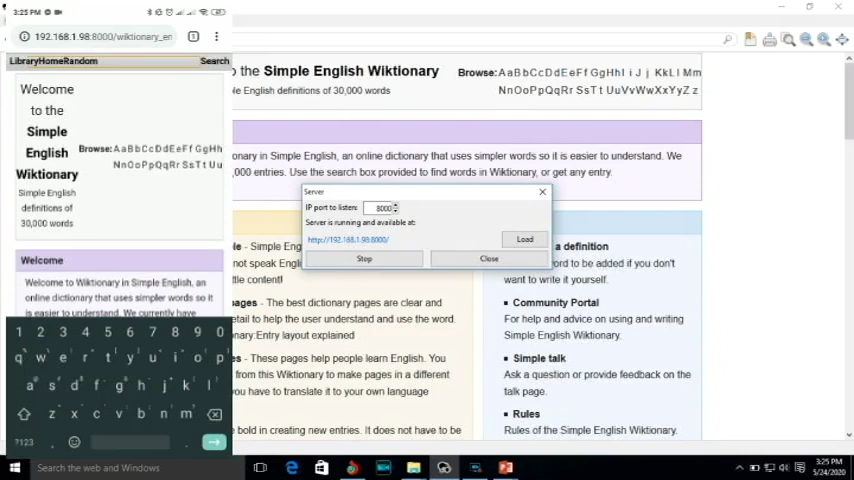 3:25 PM
192.168.1.98:8000/wiktionary_en
1
LibraryHomeRandom
Search
Welcome
to the
Simple
English
Wiktionary
Browse: A a B b C c D d E e F f G g H h
N n O o P p Q q R r S s T t U u
Simple English
definitions of
30,000 words
Welcome
Welcome to Wiktionary in Simple English, an
online dictionary that uses simpler words so it
is easier to understand. We currently have
1 2 3 4 5 6 7 8 9 0
q w e r t y u i o p
a s d f g h j k l
z x c v b n m
?123 , .
the Simple English Wiktionary
le English definitions of 30,000 words
Browse: A a B b C c D d E e F f G g H h I i J j K k L l M m
N n O o P p Q q R r S s T t U u V v W w X x Y y Z z
onary in Simple English, an online dictionary that uses simpler words so it is easier to understand. We
,000 entries. Use the search box provided to find words in Wiktionary, or get any entry.
Server
IP port to listen: 8000
Server is running and available at:
http://192.168.1.98:8000/
Load
Stop
Close
le - Simple Eng
not speak Engl
ttle content!
ages - The best dictionary pages are clear and
etail to help the user understand and use the word.
nary:Entry layout explained
es - These pages help people learn English. You
from this Wiktionary to make pages in a different
you have to translate it to your own language
e bold in creating new entries. It does not have to be
a definition
ord to be added if you don't
want to write it yourself.
Community Portal
For help and advice on using and writing
Simple English Wiktionary.
Simple talk
Ask a question or provide feedback on the
talk page.
Rules
Rules of the Simple English Wiktionary.
Search the web and Windows
3:25 PM
5/24/2020